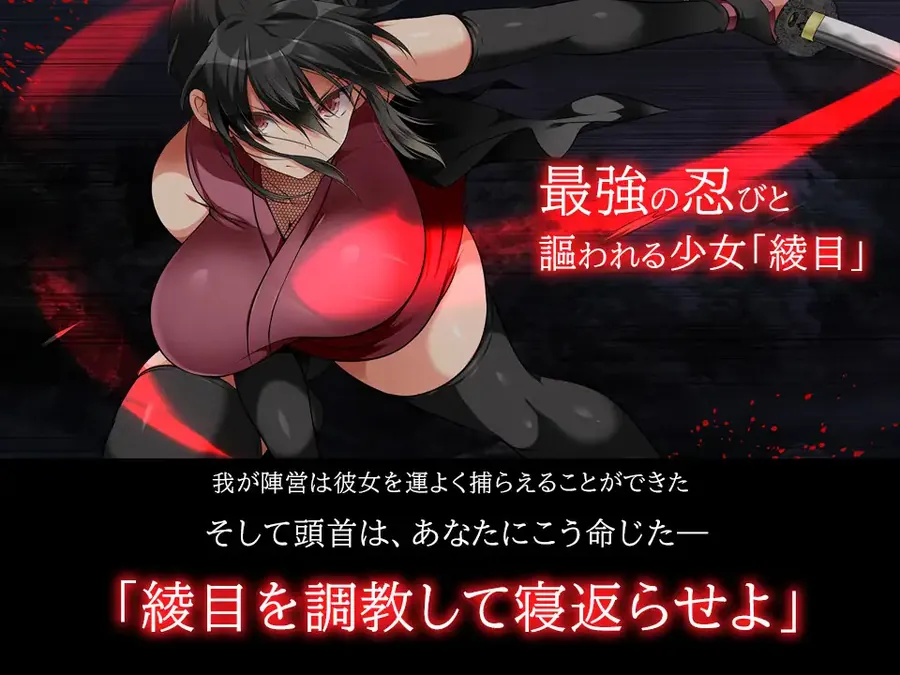 最強の忍びと
謳われる少女「綾目」
我が陣営は彼女を運よく捕らえることができた
そして頭首は、あなたにこう命じた―
「綾目を調教して寝返らせよ」